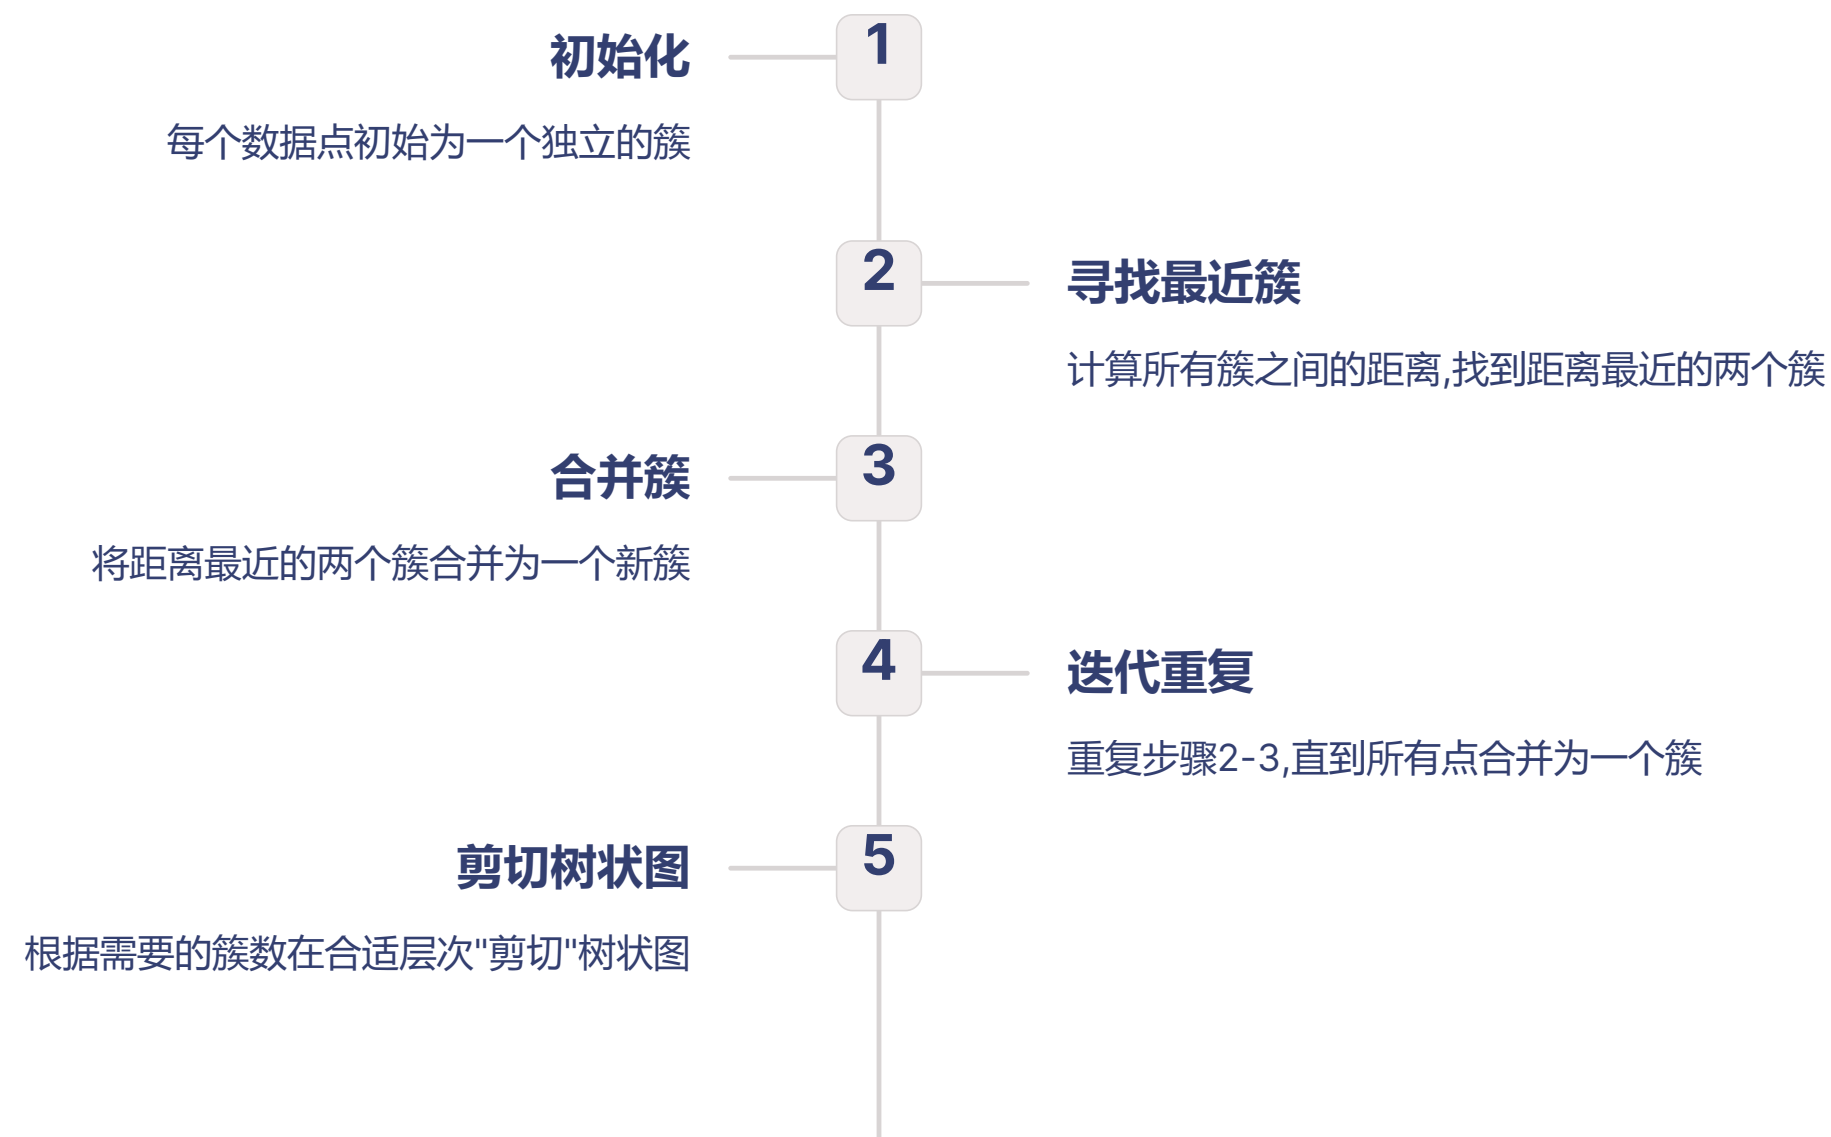 1
初始化
每个数据点初始为一个独立的簇
2
寻找最近簇
计算所有簇之间的距离,找到距离最近的两个簇
3
合并簇
将距离最近的两个簇合并为一个新簇
4
迭代重复
重复步骤2-3,直到所有点合并为一个簇
5
剪切树状图
根据需要的簇数在合适层次"剪切"树状图